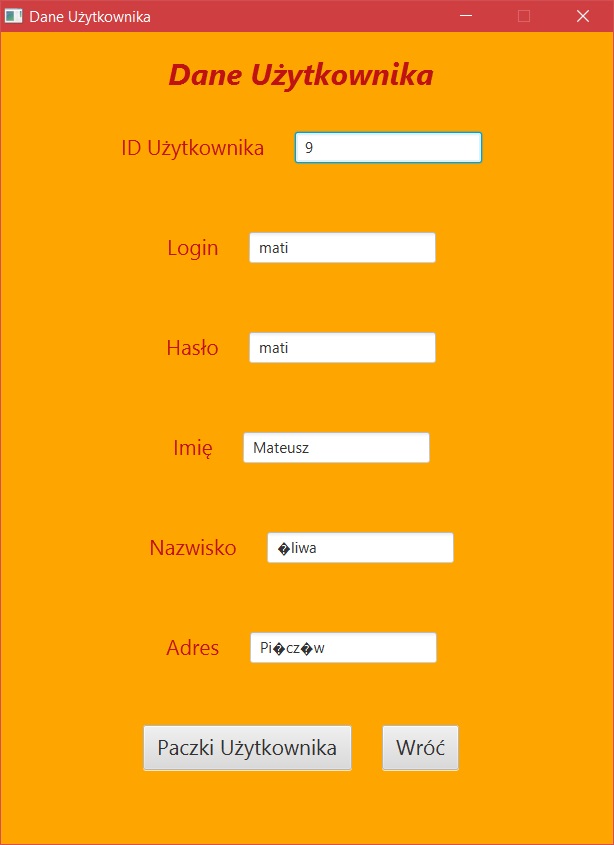 Dane Użytkownika
Dane Użytkownika
ID Użytkownika 9
Login mati
Hasło mati
Imię Mateusz
Nazwisko �liwa
Adres Pi�cz�w
Paczki Użytkownika Wróć